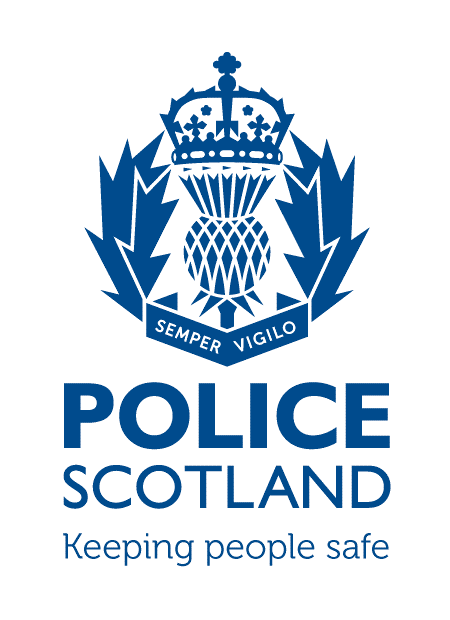 SEMPER VIGILO
POLICE
SCOTLAND
Keeping people safe